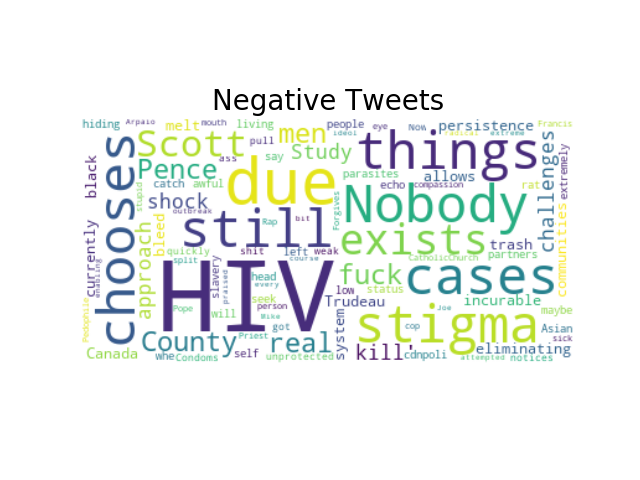 Negative Tweets
hiding Arpaio melt mouth living people eye Now persistence Francis
Scott men ideol radical extreme
ass pull things
black chooses Pence say Study challenges extremely
catch awful due parasites echo allows rat
stupid shock compassion Nobody
currently outbreak Rap bit Forgives trash communities
enabling approach bleed still exists CatholicChurch partners
quickly shit left weak
split slavery course fuck cases
praised head every low status incurable
HIV seek person Trudeau Joe maybe
Pope will Mike stigma
Pedophile County Priest got real system cop Asian sick
Canada whe Condoms self unprotected kill' cdnpoli attempted eliminating notices